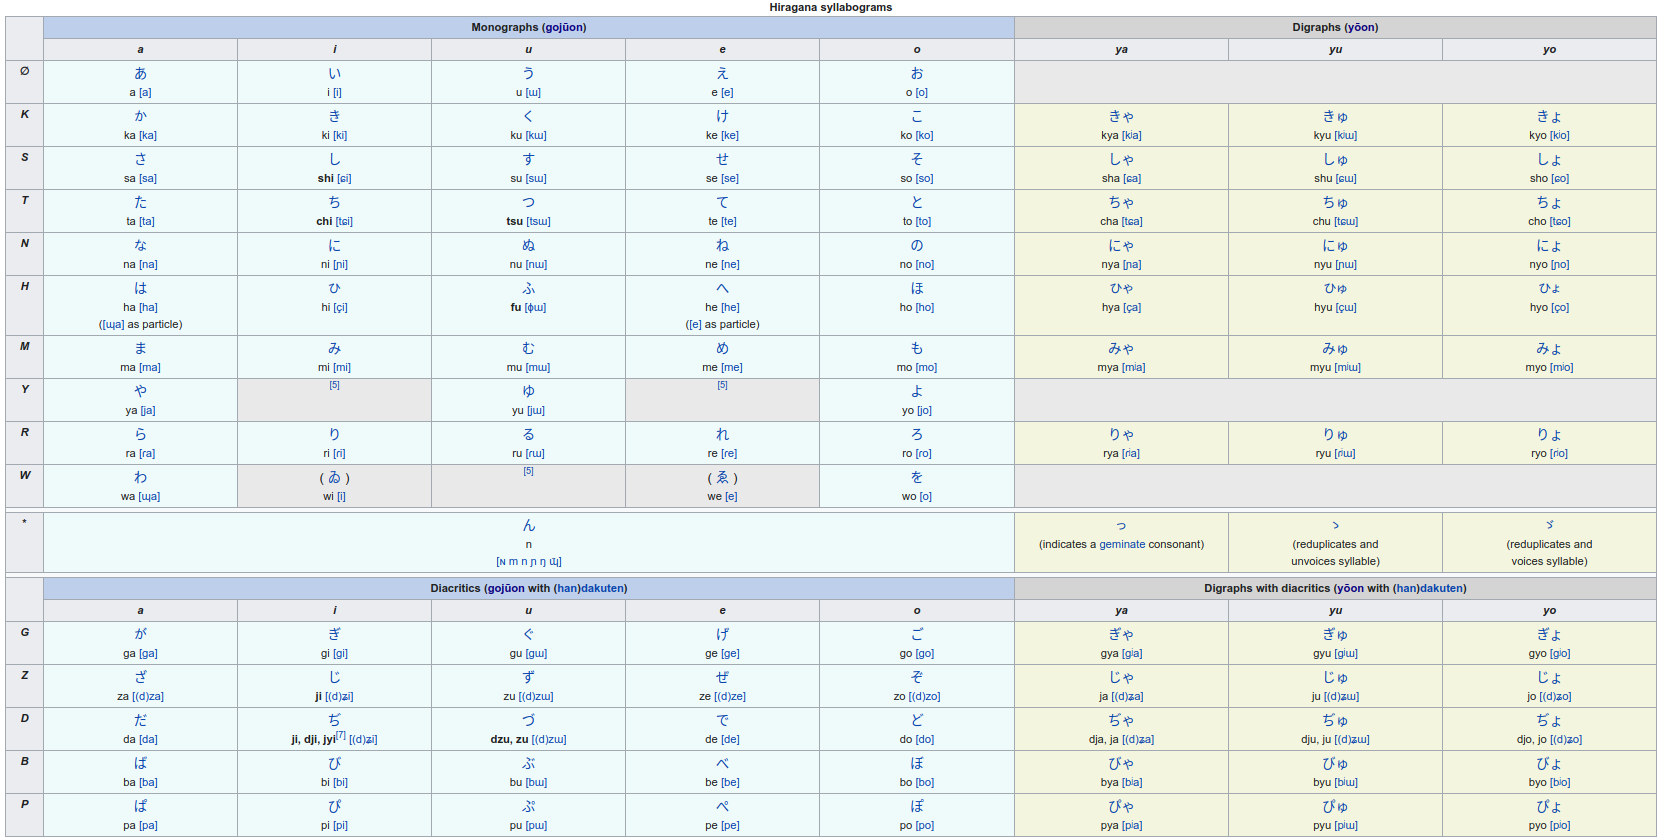 Hiragana syllabograms
Monographs (gojūon) Digraphs (yōon)
a i u e o ya yu yo
∅ あ い う え お
a [a] i [i] u [ɯ] e [e] o [o]
K か き く け こ きゃ きゅ きょ
ka [ka] ki [ki] ku [kɯ] ke [ke] ko [ko] kya [kʲa] kyu [kʲɯ] kyo [kʲo]
S さ し す せ そ しゃ しゅ しょ
sa [sa] shi [ɕi] su [sɯ] se [se] so [so] sha [ɕa] shu [ɕɯ] sho [ɕo]
T た ち つ て と ちゃ ちゅ ちょ
ta [ta] chi [tɕi] tsu [tsɯ] te [te] to [to] cha [tɕa] chu [tɕɯ] cho [tɕo]
N な に ぬ ね の にゃ にゅ にょ
na [na] ni [ɲi] nu [nɯ] ne [ne] no [no] nya [ɲa] nyu [ɲɯ] nyo [ɲo]
H は ひ ふ へ ほ ひゃ ひゅ ひょ
ha [ha] hi [çi] fu [ɸɯ] he [he] ho [ho] hya [ça] hyu [çɯ] hyo [ço]
([ɰa] as particle) ([e] as particle)
M ま み む め も みゃ みゅ みょ
ma [ma] mi [mi] mu [mɯ] me [me] mo [mo] mya [mʲa] myu [mʲɯ] myo [mʲo]
Y や [5] ゆ [5] よ
ya [ja] yu [jɯ] yo [jo]
R ら り る れ ろ りゃ りゅ りょ
ra [ɾa] ri [ɾi] ru [ɾɯ] re [ɾe] ro [ɾo] rya [ɾʲa] ryu [ɾʲɯ] ryo [ɾʲo]
W わ ( ゐ ) [5] ( ゑ ) を
wa [ɰa] wi [i] we [e] wo [o]
* ん っ ゝ ゞ
n (indicates a geminate consonant) (reduplicates and (reduplicates and
[ɴ m n ɲ ŋ ɰ̃] unvoices syllable) voices syllable)
Diacritics (gojūon with (han)dakuten) Digraphs with diacritics (yōon with (han)dakuten)
a i u e o ya yu yo
G が ぎ ぐ げ ご ぎゃ ぎゅ ぎょ
ga [ga] gi [gi] gu [gɯ] ge [ge] go [go] gya [gʲa] gyu [gʲɯ] gyo [gʲo]
Z ざ じ ず ぜ ぞ じゃ じゅ じょ
za [(d)za] ji [(d)ʑi] zu [(d)zɯ] ze [(d)ze] zo [(d)zo] ja [(d)ʑa] ju [(d)ʑɯ] jo [(d)ʑo]
D だ ぢ づ で ど ぢゃ ぢゅ ぢょ
da [da] ji, dji, jyi[7] [(d)ʑi] dzu, zu [(d)zɯ] de [de] do [do] dja, ja [(d)ʑa] dju, ju [(d)ʑɯ] djo, jo [(d)ʑo]
B ば び ぶ べ ぼ びゃ びゅ びょ
ba [ba] bi [bi] bu [bɯ] be [be] bo [bo] bya [bʲa] byu [bʲɯ] byo [bʲo]
P ぱ ぴ ぷ ぺ ぽ ぴゃ ぴゅ ぴょ
pa [pa] pi [pi] pu [pɯ] pe [pe] po [po] pya [pʲa] pyu [pʲɯ] pyo [pʲo]